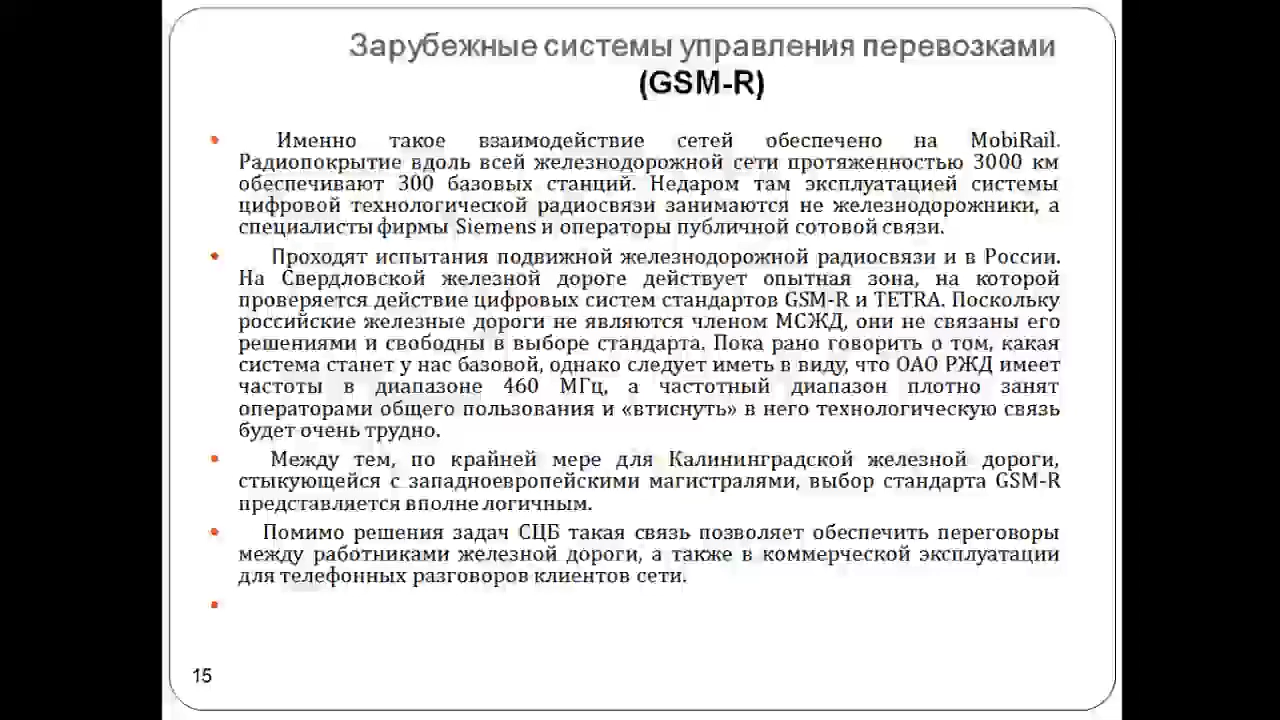 Зарубежные системы управления перевозками
(GSM-R)
• Именно такое взаимодействие сетей обеспечено на MobiRail.
Радиопокрытие вдоль всей железнодорожной сети протяженностью 3000 км
обеспечивают 300 базовых станций. Недаром там эксплуатацией системы
цифровой технологической радиосвязи занимаются не железнодорожники, а
специалисты фирмы Siemens и операторы публичной сотовой связи.
• Проходят испытания подвижной железнодорожной радиосвязи и в России.
На Свердловской железной дороге действует опытная зона, на которой
проверяется действие цифровых систем стандартов GSM-R и TETRA. Поскольку
российские железные дороги не являются членом МСЖД, они не связаны его
решениями и свободны в выборе стандарта. Пока рано говорить о том, какая
система станет у нас базовой, однако следует иметь в виду, что ОАО РЖД имеет
частоты в диапазоне 460 МГц, а частотный диапазон плотно занят
операторами общего пользования и «втиснуть» в него технологическую связь
будет очень трудно.
• Между тем, по крайней мере для Калининградской железной дороги,
стыкующейся с западноевропейскими магистралями, выбор стандарта GSM-R
представляется вполне логичным.
• Помимо решения задач СЦБ такая связь позволяет обеспечить переговоры
между работниками железной дороги, а также в коммерческой эксплуатации
для телефонных разговоров клиентов сети.
•
15